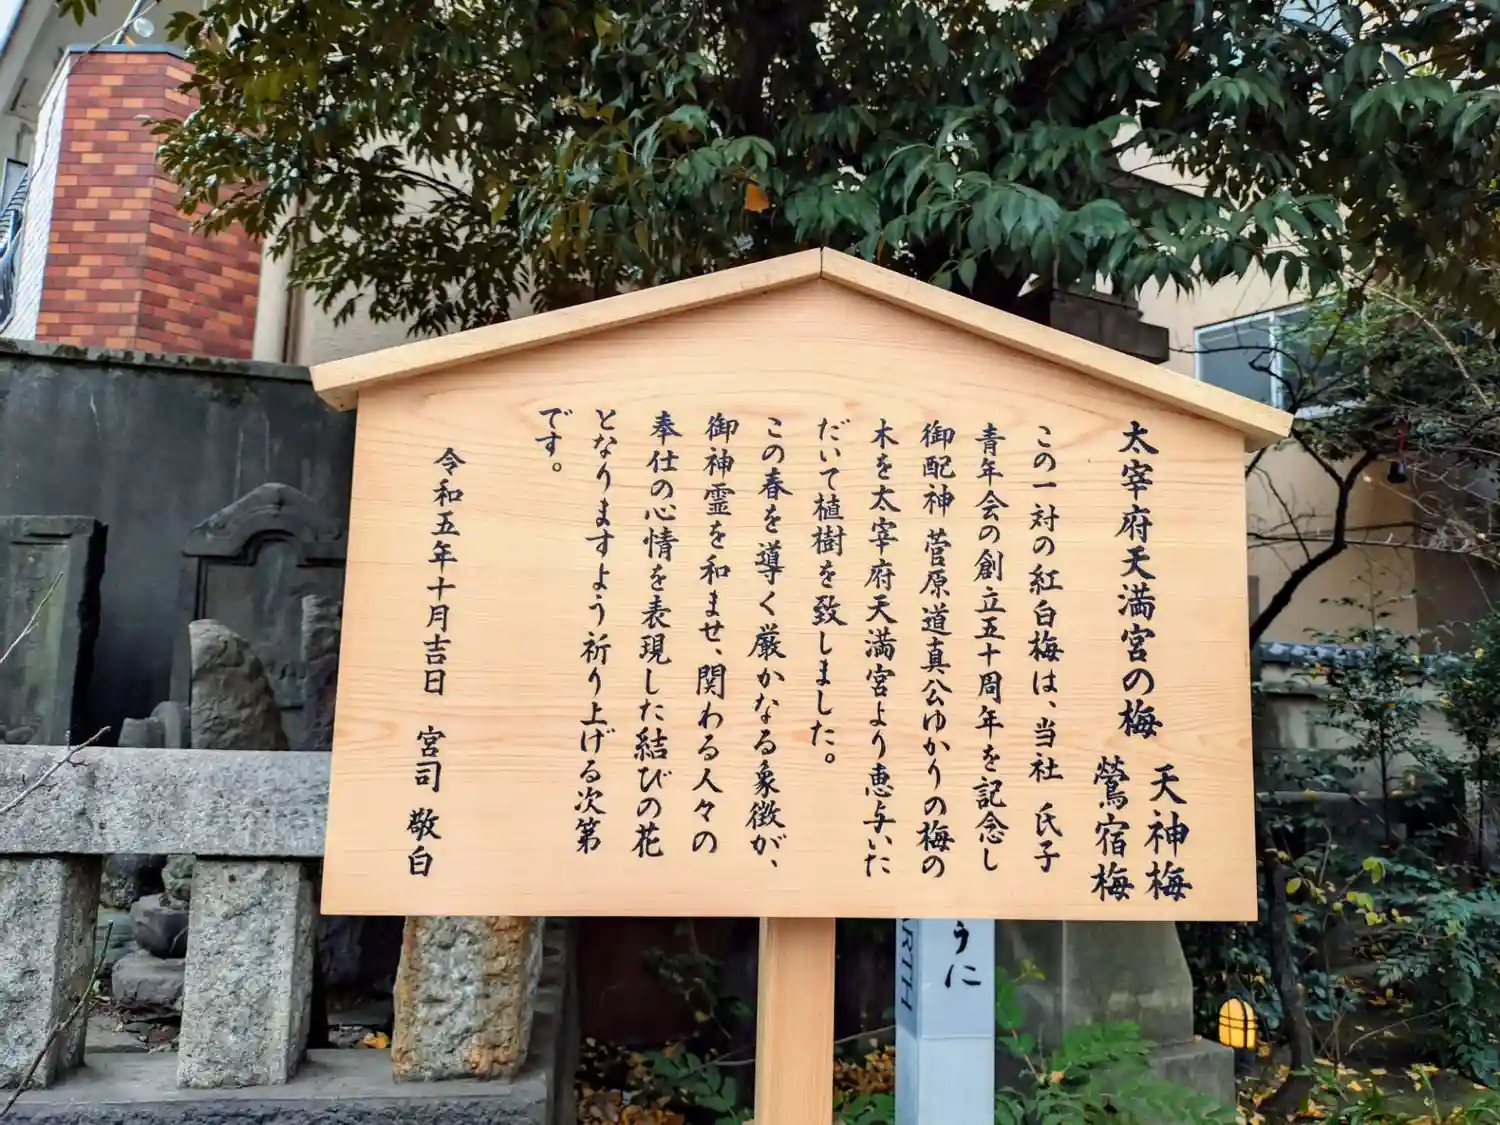 太宰府天満宮の梅 天神梅
鶯宿梅
この一対の紅白梅は、当社 氏子
青年会の創立五十周年を記念し
御配神 菅原道真公ゆかりの梅の
木を太宰府天満宮より恵与いた
だいて植樹を致しました。
この春を導く厳かなる象徴が、
御神霊を和ませ、関わる人々の
奉仕の心情を表現した結びの花
となりますよう祈り上げる次第
です。
令和五年十月吉日 宮司 敬白
うに
RTH